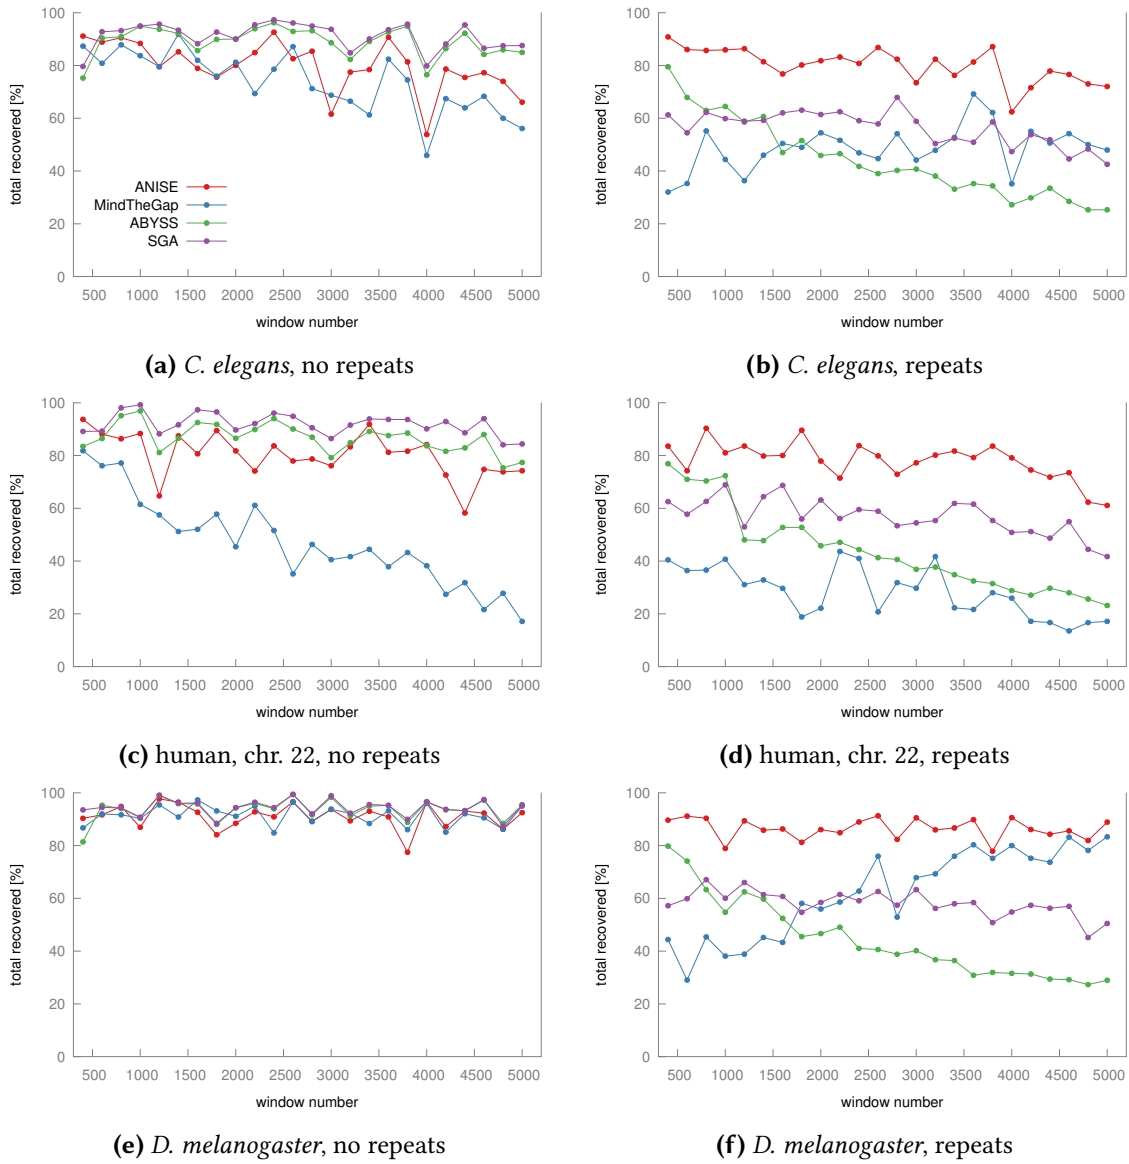 100
80
60
40
20
0
total recovered [%]
ANISE
MindTheGap
ABYSS
SGA
500 1000 1500 2000 2500 3000 3500 4000 4500 5000
window number
(a) C. elegans, no repeats
100
80
60
40
20
0
total recovered [%]
500 1000 1500 2000 2500 3000 3500 4000 4500 5000
window number
(b) C. elegans, repeats
100
80
60
40
20
0
total recovered [%]
500 1000 1500 2000 2500 3000 3500 4000 4500 5000
window number
(c) human, chr. 22, no repeats
100
80
60
40
20
0
total recovered [%]
500 1000 1500 2000 2500 3000 3500 4000 4500 5000
window number
(d) human, chr. 22, repeats
100
80
60
40
20
0
total recovered [%]
500 1000 1500 2000 2500 3000 3500 4000 4500 5000
window number
(e) D. melanogaster, no repeats
100
80
60
40
20
0
total recovered [%]
500 1000 1500 2000 2500 3000 3500 4000 4500 5000
window number
(f) D. melanogaster, repeats